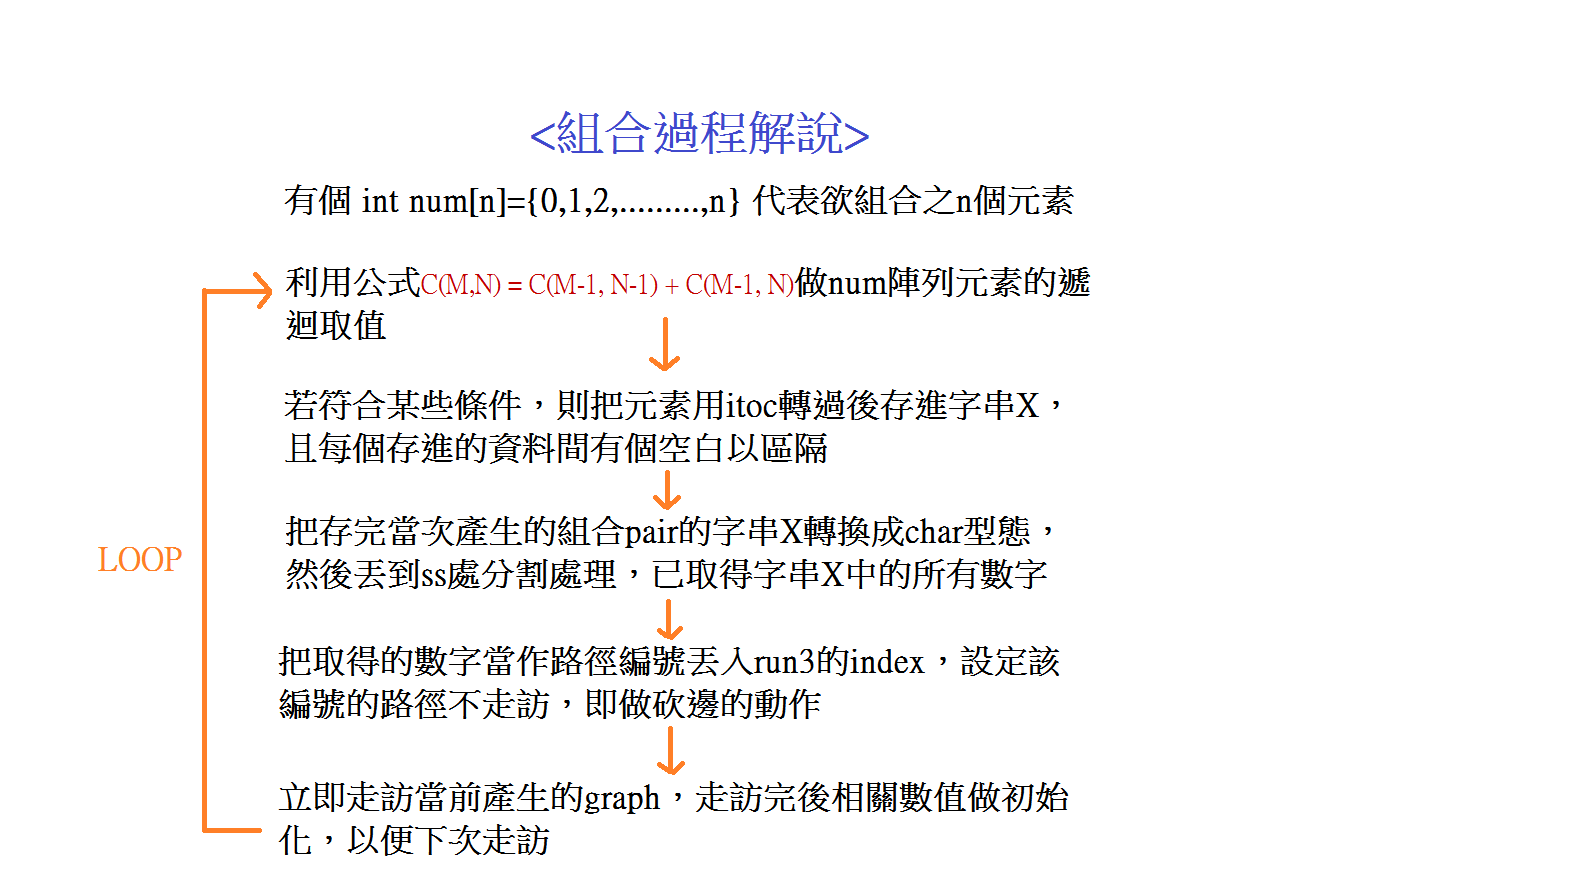 <組合過程解說>
有個 int num[n]={0,1,2,.........,n} 代表欲組合之n個元素
利用公式C(M,N) = C(M-1, N-1) + C(M-1, N)做num陣列元素的遞
迴取值
若符合某些條件，則把元素用itoc轉過後存進字串X，
且每個存進的資料間有個空白以區隔
把存完當次產生的組合pair的字串X轉換成char型態，
然後丟到ss處分割處理，已取得字串X中的所有數字
LOOP
把取得的數字當作路徑編號丟入run3的index，設定該
編號的路徑不走訪，即做砍邊的動作
立即走訪當前產生的graph，走訪完後相關數值做初始
化，以便下次走訪